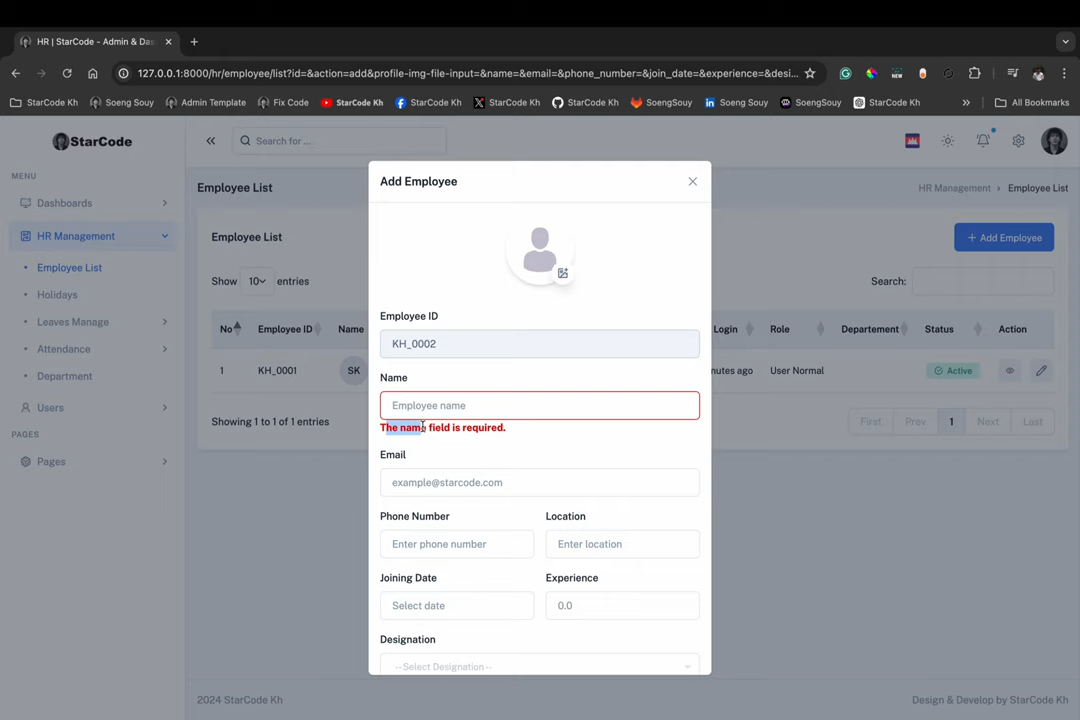 HR | StarCode - Admin & Das
127.0.0.1:8000/hr/employee/list?id=&action=add&profile-img-file-input=&name=&email=&phone_number=&join_date=&experience=&desi...
NEW
StarCode Kh
Soeng Souy
Admin Template
Fix Code
StarCode Kh
StarCode Kh
StarCode Kh
StarCode Kh
SoengSouy
Soeng Souy
SoengSouy
StarCode Kh
All Bookmarks
StarCode
Search for ...
MENU
Dashboards
HR Management
Employee List
Holidays
Leaves Manage
Attendance
Department
Users
PAGES
Pages
Employee List
HR Management
Employee List
Employee List
Add Employee
Show 10 entries
Search:
No
Employee ID
Name
Login
Role
Departement
Status
Action
1
KH_0001
SK
nutes ago
User Normal
Active
Showing 1 to 1 of 1 entries
First
Prev
1
Next
Last
Add Employee
Employee ID
KH_0002
Name
Employee name
The name field is required.
Email
example@starcode.com
Phone Number
Location
Enter phone number
Enter location
Joining Date
Experience
Select date
0.0
Designation
--Select Designation--
2024 StarCode Kh
Design & Develop by StarCode Kh